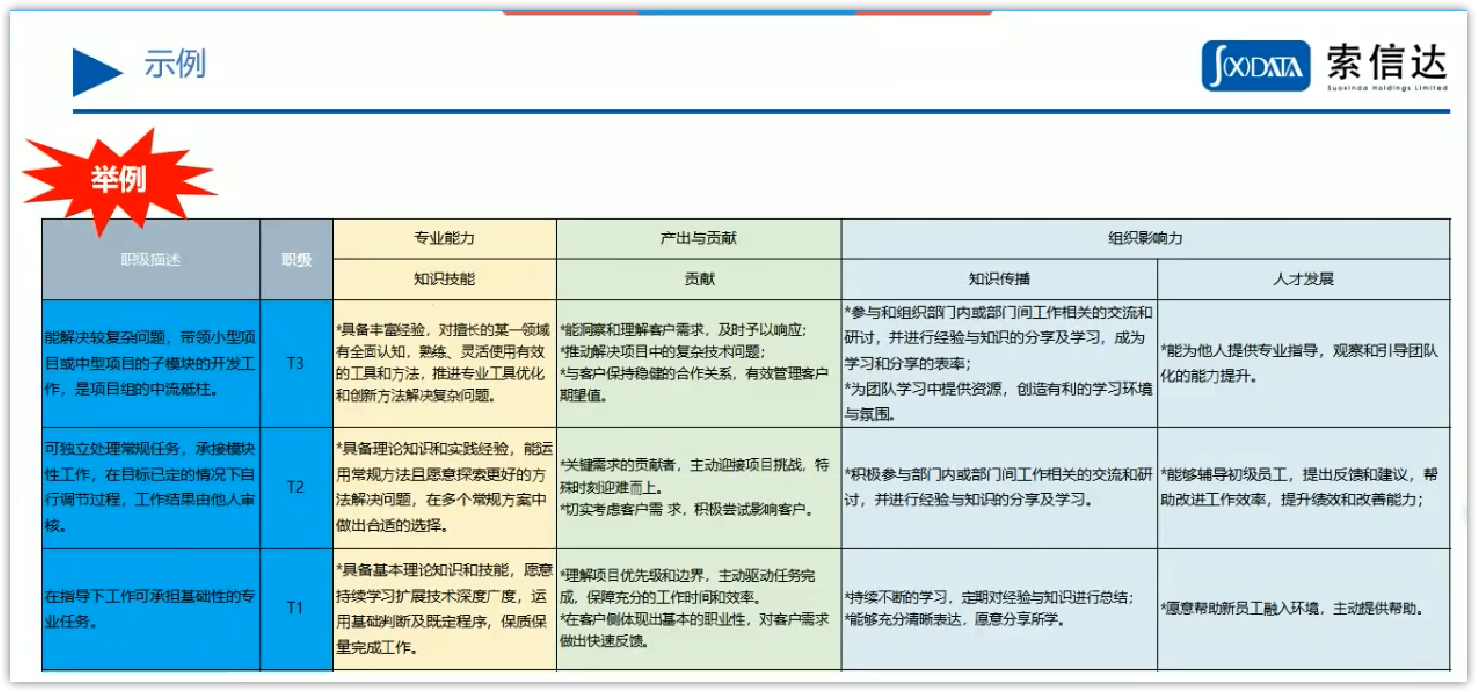 示例
SOODATA
索信达
Suoxinda Holdings Limited
举例
职级描述
职级
专业能力
产出与贡献
组织影响力
知识技能
贡献
知识传播
人才发展
能解决较复杂问题，带领小型项
目或中型项目的子模块的开发工
作，是项目组的中流砥柱。
T3
*具备丰富经验，对擅长的某一领域
有全面认知，熟练、灵活使用有效
的工具和方法，推进专业工具优化
和创新方法解决复杂问题。
*能洞察和理解客户需求，及时予以响应；
*推动解决项目中的复杂技术问题；
*与客户保持稳健的合作关系，有效管理客户
期望值。
*参与和组织部门内或部门间工作相关的交流和
研讨，并进行经验与知识的分享及学习，成为
学习和分享的表率；
*为团队学习中提供资源，创造有利的学习环境
与氛围。
*能为他人提供专业指导，观察和引导团队
化的能力提升。
可独立处理常规任务，承接模块
性工作，在目标已定的情况下自
行调节过程，工作结果由他人审
核。
T2
*具备理论知识和实践经验，能运
用常规方法且愿意探索更好的方
法解决问题，在多个常规方案中
做出合适的选择。
*关键需求的贡献者，主动迎接项目挑战，特
殊时刻迎难而上。
*切实考虑客户需 求，积极尝试影响客户。
*积极参与部门内或部门间工作相关的交流和研
讨，并进行经验与知识的分享及学习。
*能够辅导初级员工，提出反馈和建议，帮
助改进工作效率，提升绩效和改善能力；
在指导下工作可承担基础性的专
业任务。
T1
*具备基本理论知识和技能，愿意
持续学习扩展技术深度广度，运
用基础判断及既定程序，保质保
量完成工作。
*理解项目优先级和边界，主动驱动任务完
成，保障充分的工作时间和效率。
*在客户侧体现出基本的职业性，对客户需求
做出快速反馈。
*持续不断的学习，定期对经验与知识进行总结；
*能够充分清晰表达，愿意分享所学。
*愿意帮助新员工融入环境，主动提供帮助。